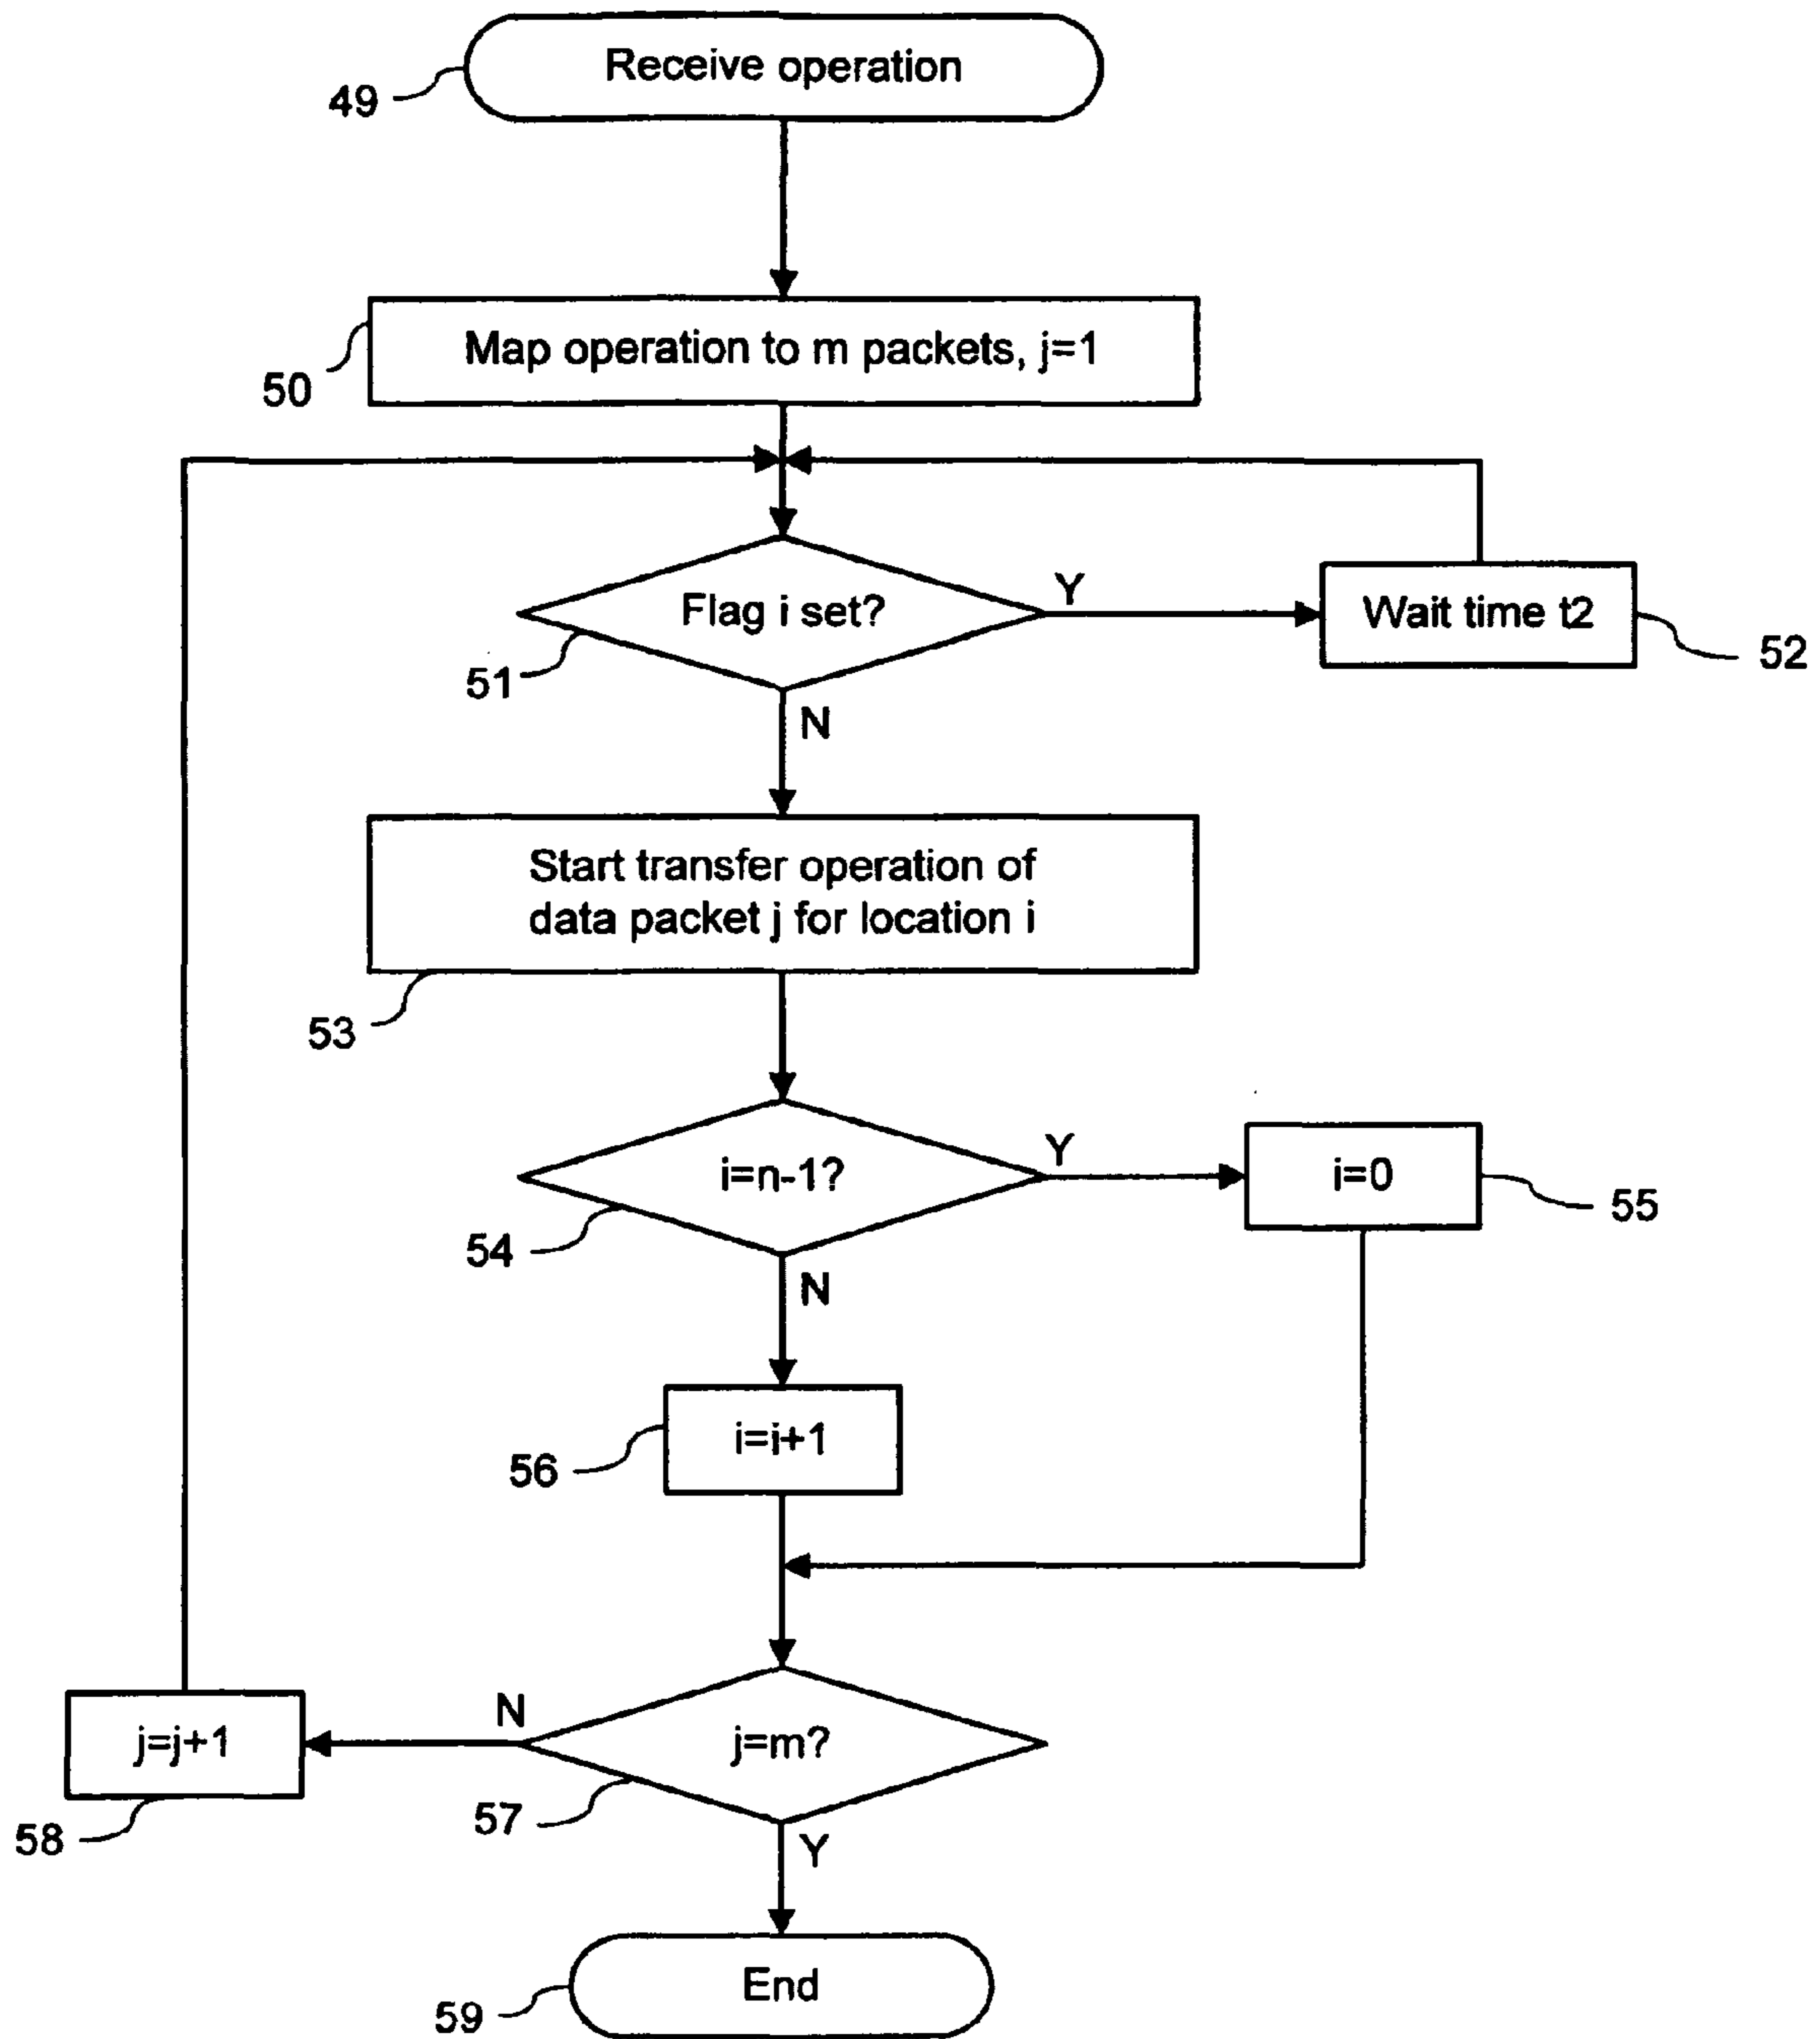 Receive operation
49
Map operation to m packets, j=1
50
Flag i set?
Y
Wait time t2
52
51
N
Start transfer operation of
data packet j for location i
53
i=n-1?
Y
i=0
55
54
N
i=i+1
56
j=j+1
N
j=m?
58
57
Y
End
59